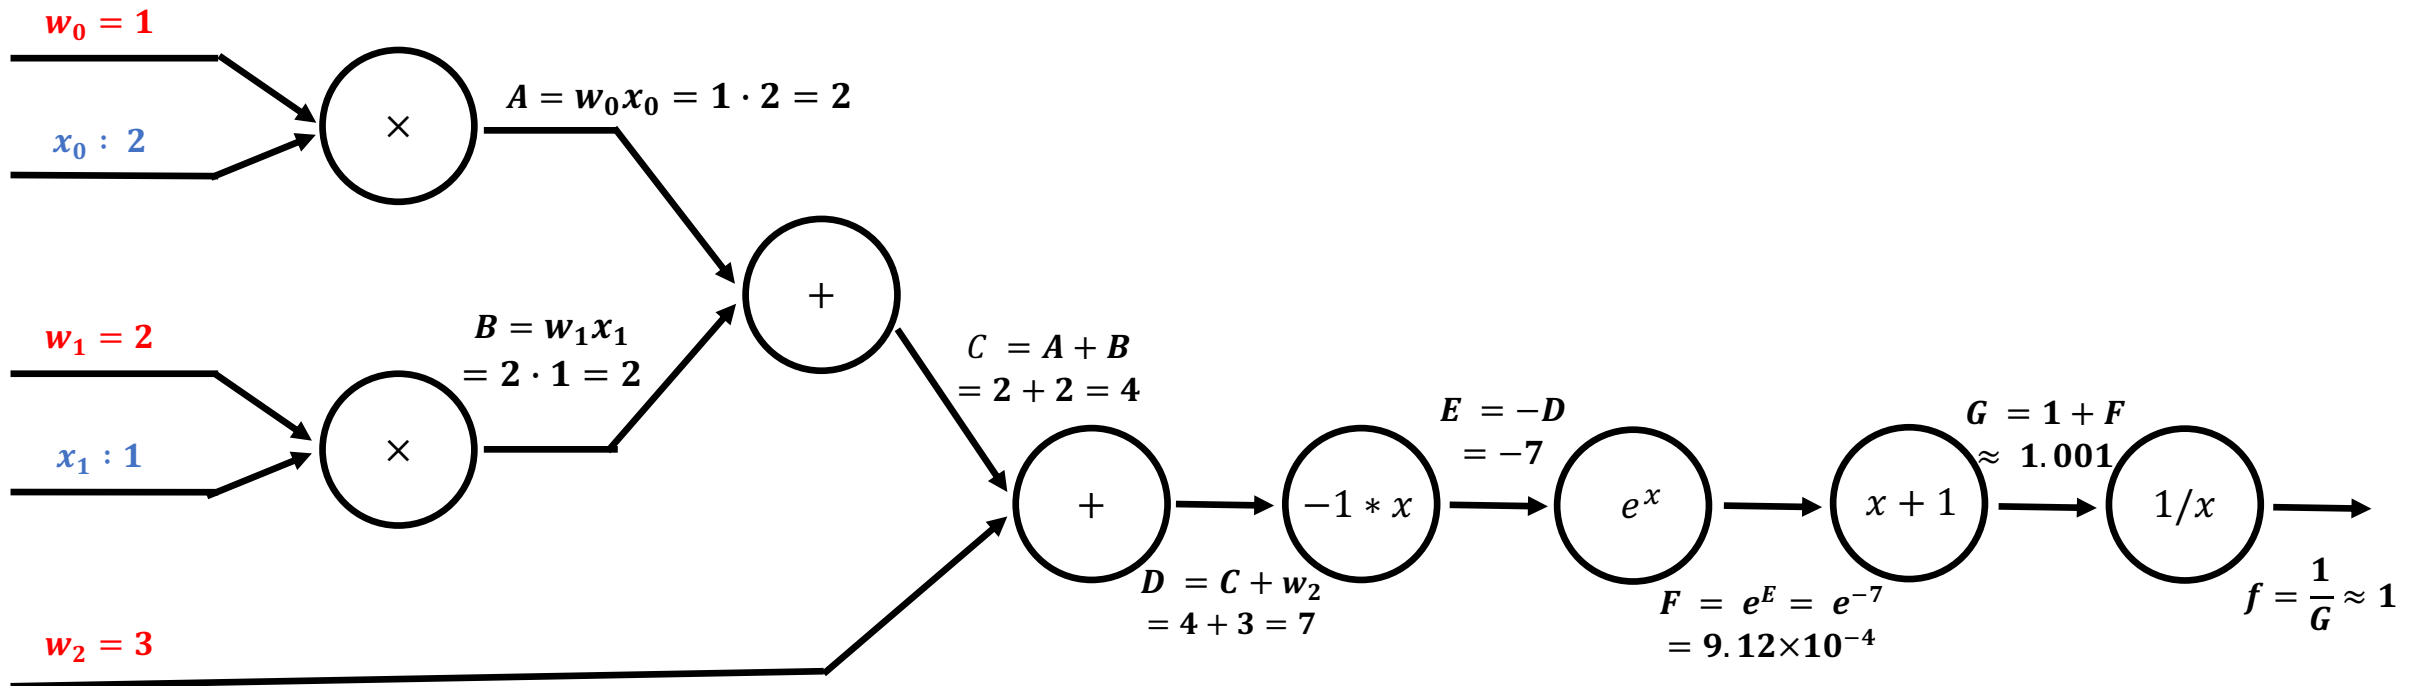 w₀ = 1
x₀ : 2
×
A = w₀x₀ = 1 · 2 = 2
+
w₁ = 2
x₁ : 1
×
B = w₁x₁
= 2 · 1 = 2
C = A + B
= 2 + 2 = 4
w₂ = 3
+
D = C + w₂
= 4 + 3 = 7
−1 ∗ x
E = −D
= −7
eˣ
F = eᴱ = e⁻⁷
= 9.12×10⁻⁴
x + 1
G = 1 + F
≈ 1.001
1/x
f = 1/G ≈ 1